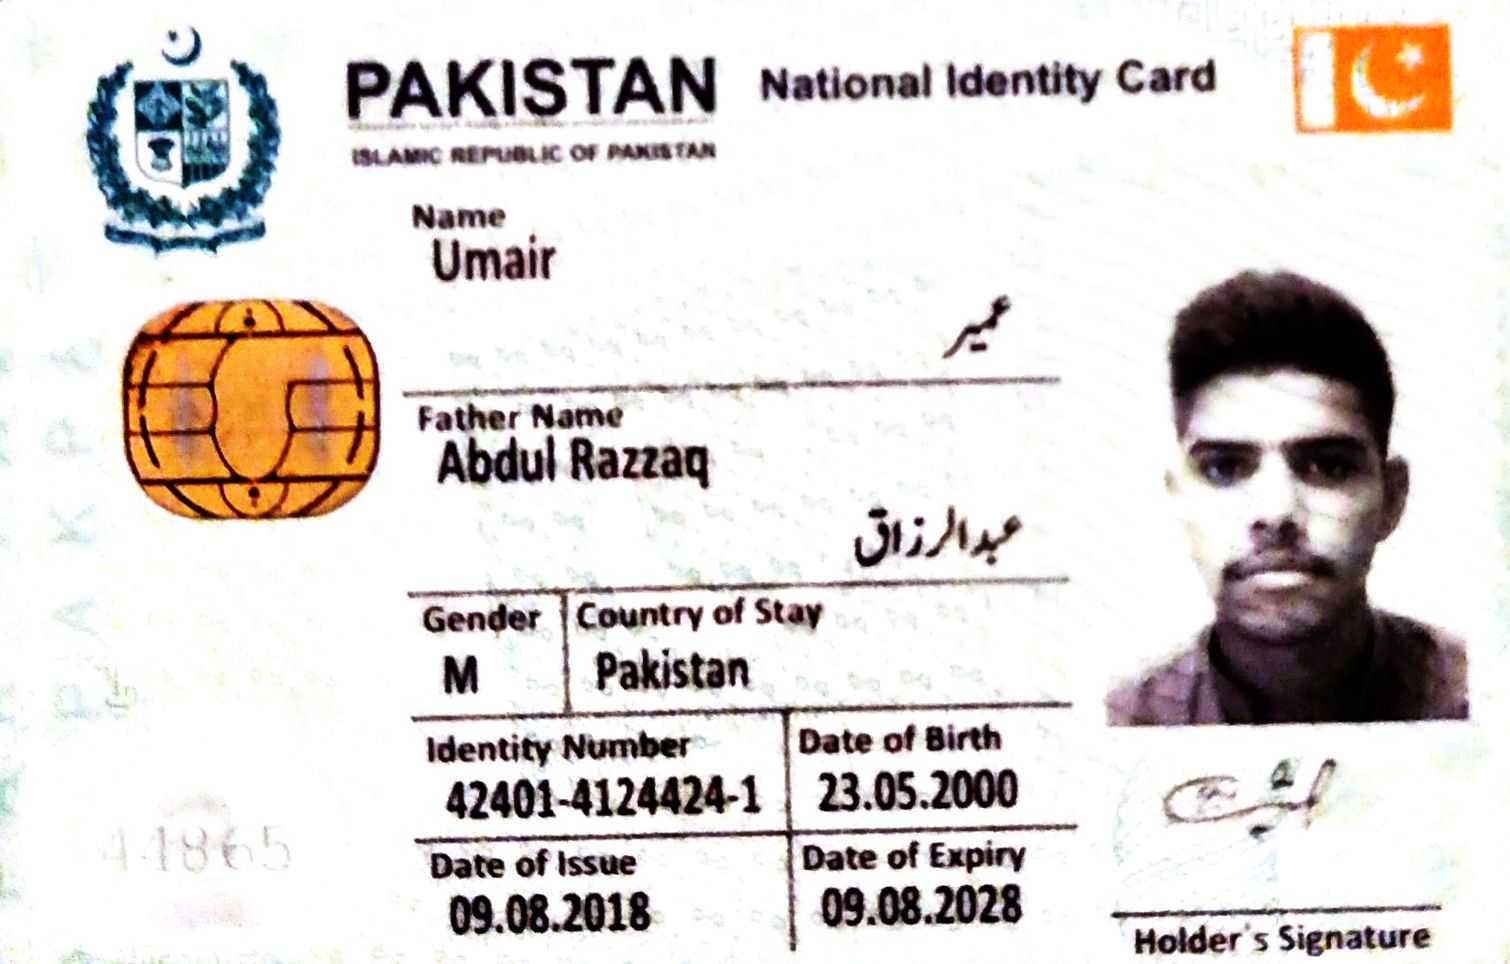 PAKISTAN National Identity Card
ISLAMIC REPUBLIC OF PAKISTAN
Name
Umair
عمیر
Father Name
Abdul Razzaq
عبدالرزاق
Gender Country of Stay
M Pakistan
Identity Number Date of Birth
42401-4124424-1 23.05.2000
Date of Issue Date of Expiry
09.08.2018 09.08.2028
44865
Holder's Signature